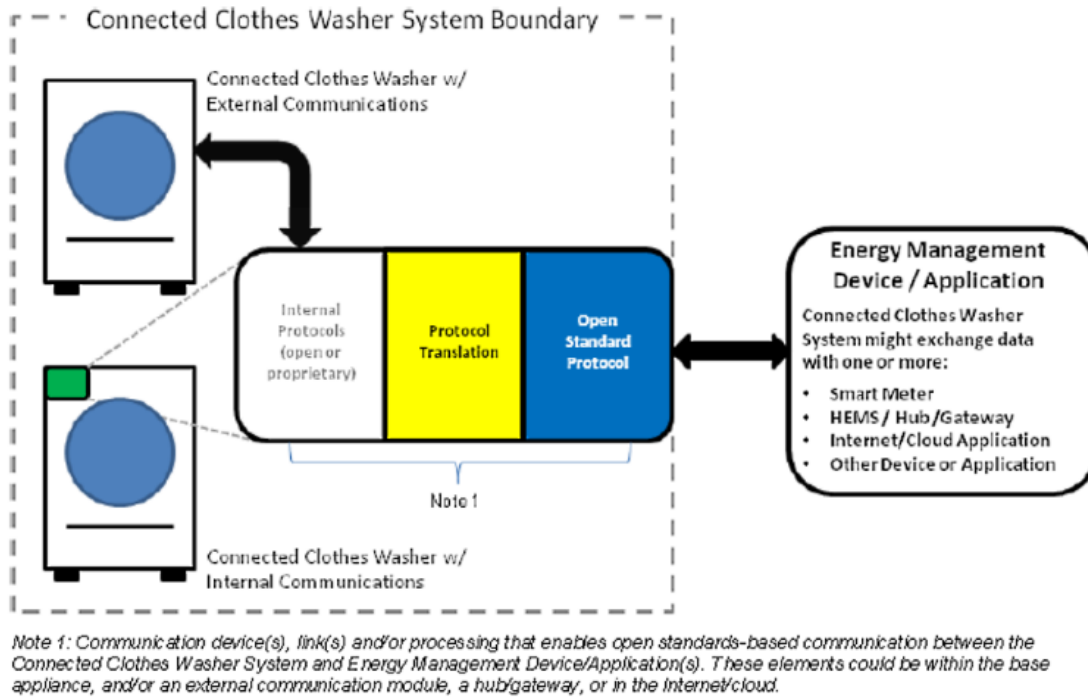 Connected Clothes Washer System Boundary
Connected Clothes Washer w/
External Communications
Internal
Protocols
(open or
proprietary)
Protocol
Translation
Open
Standard
Protocol
Note 1
Connected Clothes Washer w/
Internal Communications
Energy Management
Device / Application
Connected Clothes Washer
System might exchange data
with one or more:
• Smart Meter
• HEMS / Hub/Gateway
• Internet/Cloud Application
• Other Device or Application
Note 1: Communication device(s), link(s) and/or processing that enables open standards-based communication between the
Connected Clothes Washer System and Energy Management Device/Application(s). These elements could be within the base
appliance, and/or an external communication module, a hub/gateway, or in the Internet/cloud.